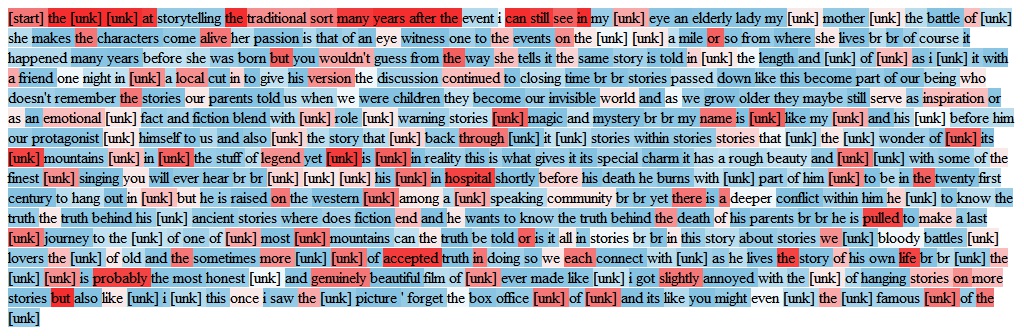 [start] the [unk] [unk] at storytelling the traditional sort many years after the event i can still see in my [unk] eye an elderly lady my [unk] mother [unk] the battle of [unk]
she makes the characters come alive her passion is that of an eye witness one to the events on the [unk] [unk] a mile or so from where she lives br br of course it
happened many years before she was born but you wouldn't guess from the way she tells it the same story is told in [unk] the length and [unk] of [unk] as i [unk] it with
a friend one night in [unk] a local cut in to give his version the discussion continued to closing time br br stories passed down like this become part of our being who
doesn't remember the stories our parents told us when we were children they become our invisible world and as we grow older they maybe still serve as inspiration or
as an emotional [unk] fact and fiction blend with [unk] role [unk] warning stories [unk] magic and mystery br br my name is [unk] like my [unk] and his [unk] before him
our protagonist [unk] himself to us and also [unk] the story that [unk] back through [unk] it [unk] stories within stories stories that [unk] the [unk] wonder of [unk] its
[unk] mountains [unk] in [unk] the stuff of legend yet [unk] is [unk] in reality this is what gives it its special charm it has a rough beauty and [unk] [unk] with some of the
finest [unk] singing you will ever hear br br [unk] [unk] [unk] his [unk] in hospital shortly before his death he burns with [unk] part of him [unk] to be in the twenty first
century to hang out in [unk] but he is raised on the western [unk] among a [unk] speaking community br br yet there is a deeper conflict within him he [unk] to know the
truth the truth behind his [unk] ancient stories where does fiction end and he wants to know the truth behind the death of his parents br br he is pulled to make a last
[unk] journey to the [unk] of one of [unk] most [unk] mountains can the truth be told or is it all in stories br br in this story about stories we [unk] bloody battles [unk]
lovers the [unk] of old and the sometimes more [unk] [unk] of accepted truth in doing so we each connect with [unk] as he lives the story of his own life br br [unk] the
[unk] [unk] is probably the most honest [unk] and genuinely beautiful film of [unk] ever made like [unk] i got slightly annoyed with the [unk] of hanging stories on more
stories but also like [unk] i [unk] this once i saw the [unk] picture ' forget the box office [unk] of [unk] and its like you might even [unk] the [unk] famous [unk] of the
[unk]